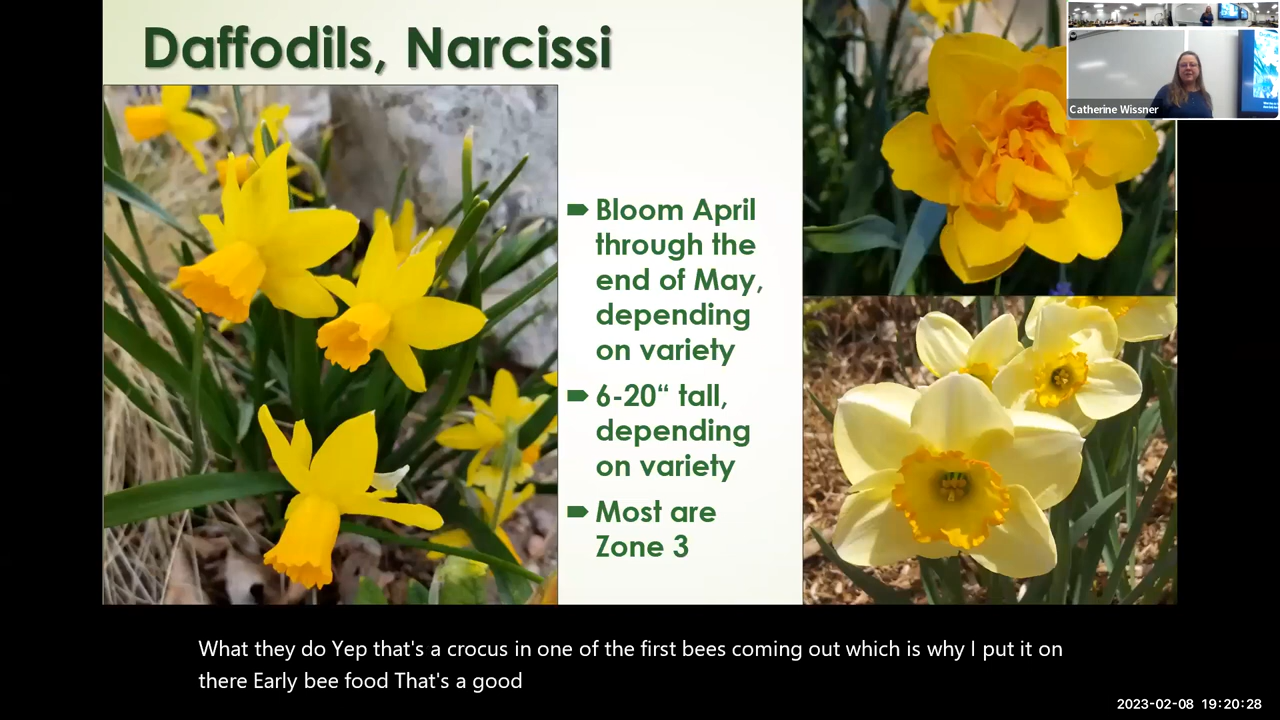 Daffodils, Narcissi
Catherine Wissner
Bloom April
through the
end of May,
depending
on variety
6-20“ tall,
depending
on variety
Most are
Zone 3
What they do Yep that's a crocus in one of the first bees coming out which is why I put it on
there Early bee food That's a good
2023-02-08 19:20:28